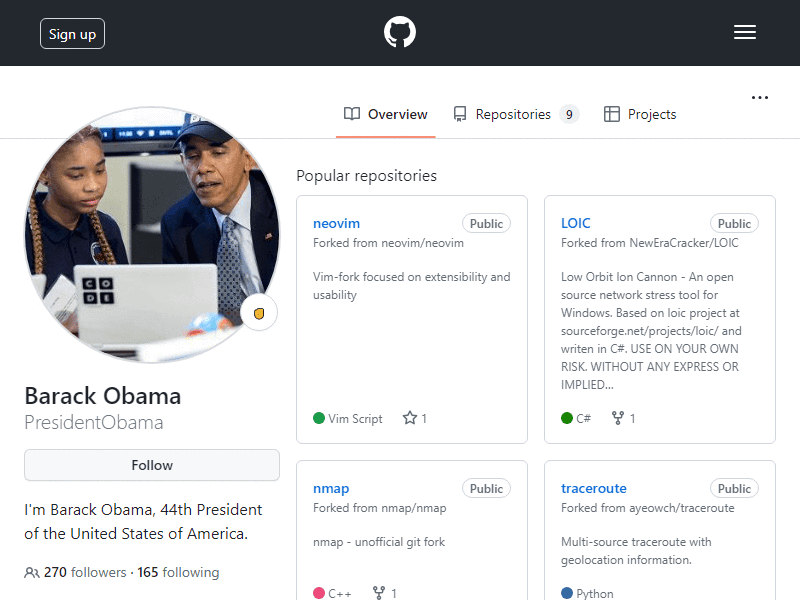 Sign up
Overview
Repositories 9
Projects
CODE
Barack Obama
PresidentObama
Follow
I'm Barack Obama, 44th President
of the United States of America.
270 followers · 165 following
Popular repositories
neovim Public
Forked from neovim/neovim
Vim-fork focused on extensibility and
usability
Vim Script 1
LOIC Public
Forked from NewEraCracker/LOIC
Low Orbit Ion Cannon - An open
source network stress tool for
Windows. Based on loic project at
sourceforge.net/projects/loic/ and
writen in C#. USE ON YOUR OWN
RISK. WITHOUT ANY EXPRESS OR
IMPLIED...
C# 1
nmap Public
Forked from nmap/nmap
nmap - unofficial git fork
C++ 1
traceroute Public
Forked from ayeowch/traceroute
Multi-source traceroute with
geolocation information.
Python